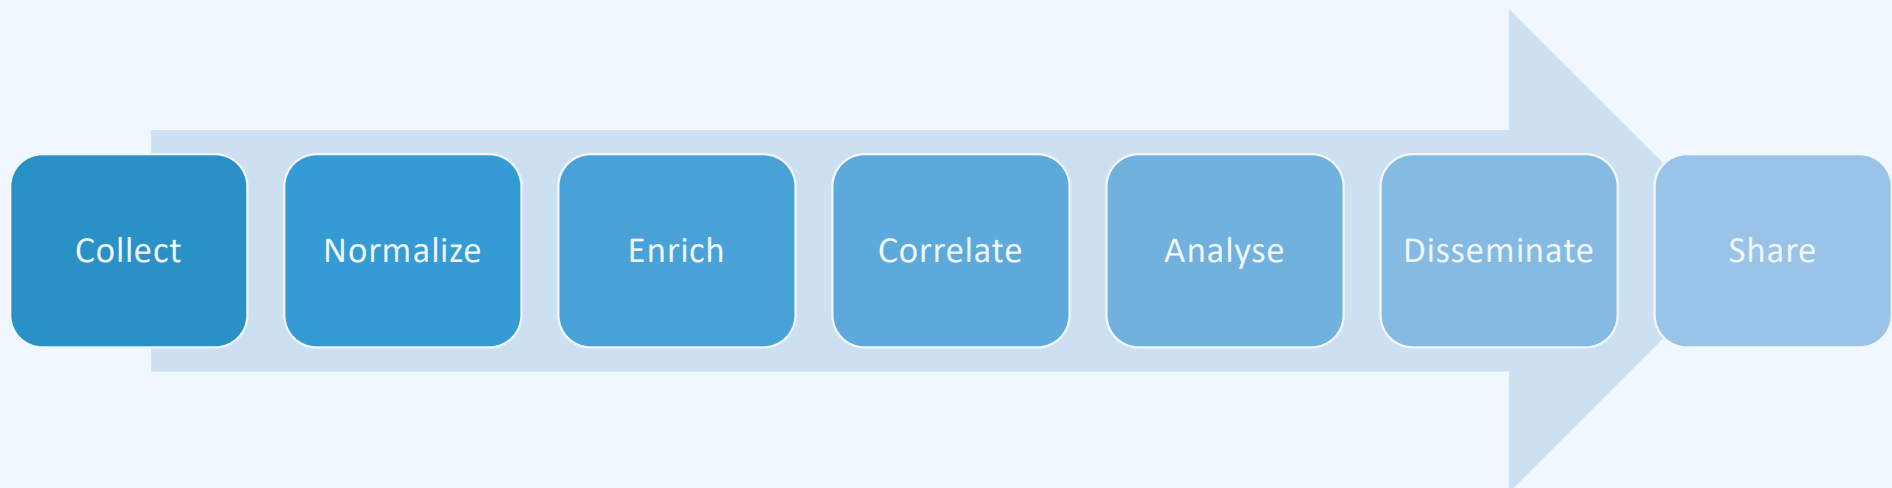 Collect
Normalize
Enrich
Correlate
Analyse
Disseminate
Share